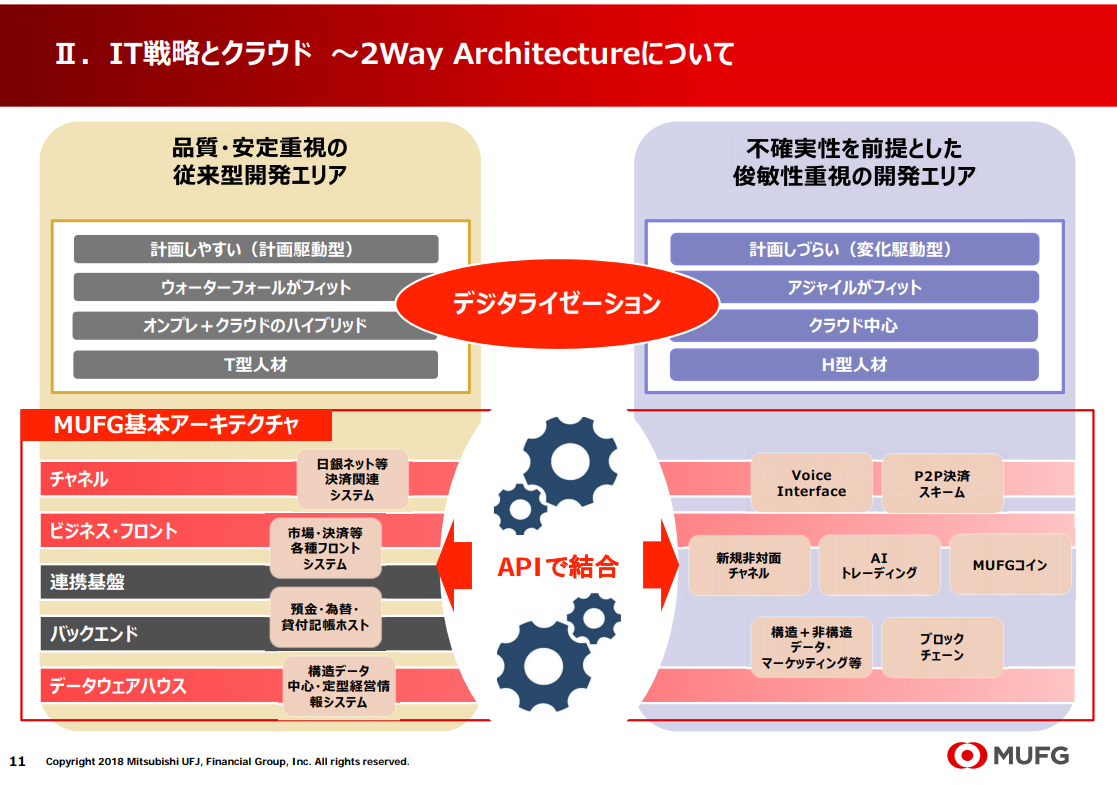 Ⅱ．IT戦略とクラウド ～2Way Architectureについて
品質・安定重視の
従来型開発エリア
計画しやすい（計画駆動型）
ウォーターフォールがフィット
オンプレ＋クラウドのハイブリッド
T型人材
デジタライゼーション
不確実性を前提とした
俊敏性重視の開発エリア
計画しづらい（変化駆動型）
アジャイルがフィット
クラウド中心
H型人材
MUFG基本アーキテクチャ
チャネル
ビジネス・フロント
連携基盤
バックエンド
データウェアハウス
日銀ネット等
決済関連
システム
市場・決済等
各種フロント
システム
預金・為替・
貸付記帳ホスト
構造データ
中心・定型経営情
報システム
APIで結合
Voice
Interface
P2P決済
スキーム
新規非対面
チャネル
AI
トレーディング
MUFGコイン
構造＋非構造
データ・
マーケッティング等
ブロック
チェーン
11
Copyright 2018 Mitsubishi UFJ, Financial Group, Inc. All rights reserved.
MUFG